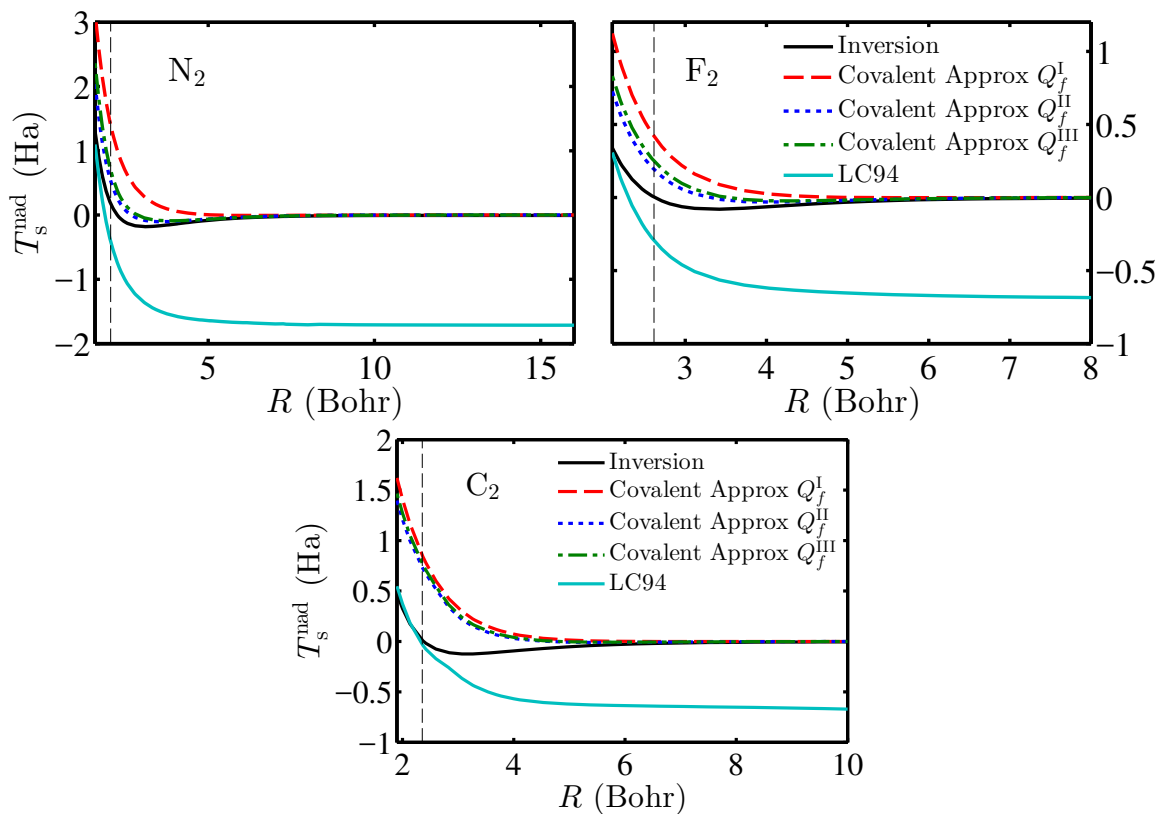 3
2
1
0
−1
−2
T_s^nad (Ha)
N₂
5
10
15
R (Bohr)
F₂
Inversion
Covalent Approx Q_f^I
Covalent Approx Q_f^II
Covalent Approx Q_f^III
LC94
1
0.5
0
−0.5
−1
3
4
5
6
7
8
R (Bohr)
2
1.5
1
0.5
0
−0.5
−1
T_s^nad (Ha)
C₂
Inversion
Covalent Approx Q_f^I
Covalent Approx Q_f^II
Covalent Approx Q_f^III
LC94
2
4
6
8
10
R (Bohr)